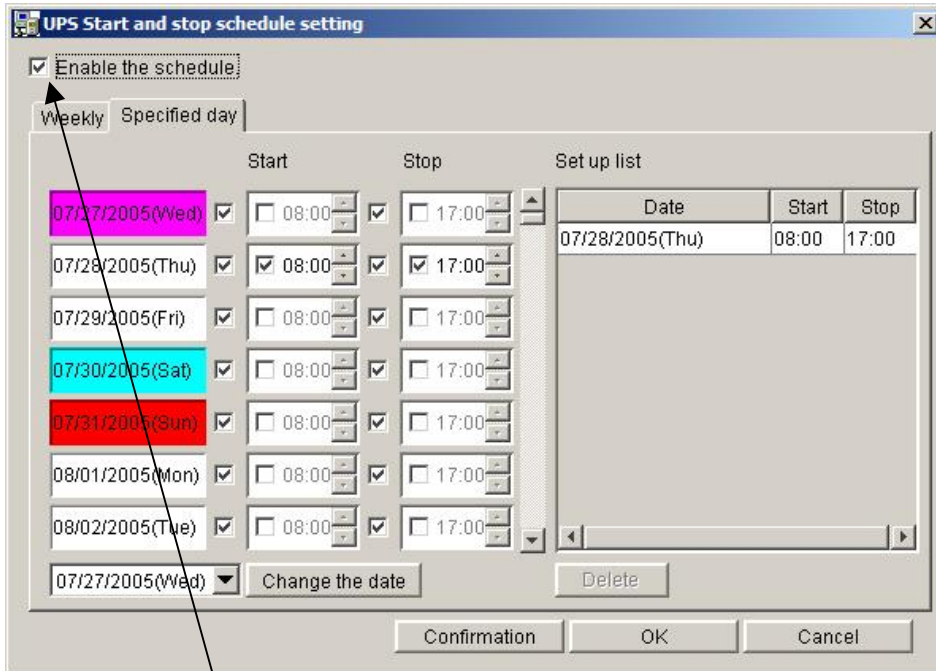 UPS Start and stop schedule setting
Enable the schedule
Weekly Specified day
Start Stop Set up list
Date Start Stop
07/27/2005(Wed) 08:00 17:00
07/28/2005(Thu) 08:00 17:00
07/28/2005(Thu) 08:00 17:00
07/29/2005(Fri) 08:00 17:00
07/30/2005(Sat) 08:00 17:00
07/31/2005(Sun) 08:00 17:00
08/01/2005(Mon) 08:00 17:00
08/02/2005(Tue) 08:00 17:00
07/27/2005(Wed) Change the date Delete
Confirmation OK Cancel